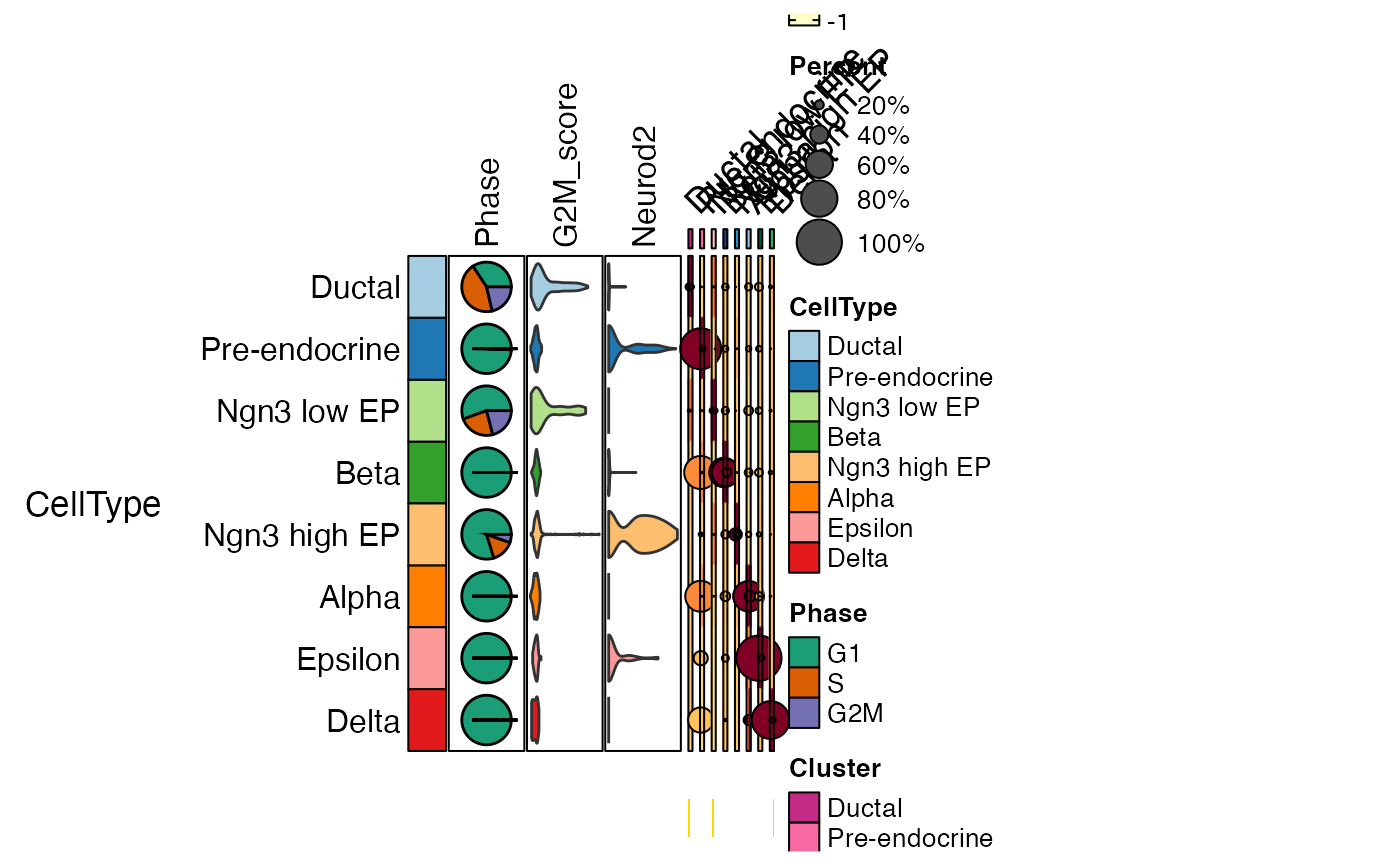 -1
Percent
20%
40%
60%
80%
100%
Phase
G2M_score
Neurod2
Ductal
Pre-endocrine
Ngn3 low EP
Beta
Ngn3 high EP
Alpha
Epsilon
Delta
CellType
CellType
Ductal
Pre-endocrine
Ngn3 low EP
Beta
Ngn3 high EP
Alpha
Epsilon
Delta
Phase
G1
S
G2M
Cluster
Ductal
Pre-endocrine